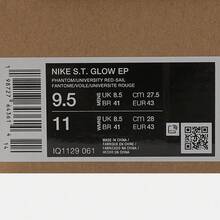 NIKE S.T. GLOW EP
PHANTOM/UNIVERSITY RED-SAIL
FANTOME/VOILE/UNIVERSITE ROUGE
9.5 UK 8.5 CM 27.5
BR 41 EUR 43
11 UK 8.5 CM 28
BR 41 EUR 43
MADE IN CHINA /
IQ1129 061